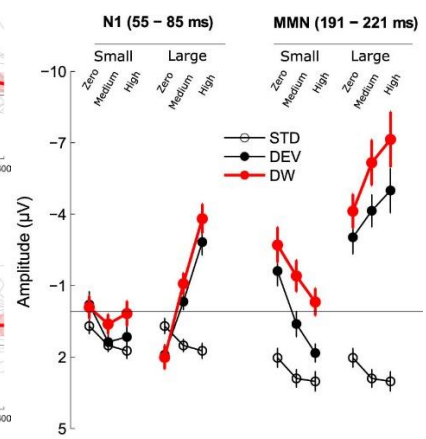 N1 (55 – 85 ms) MMN (191 – 221 ms)
Small Large Small Large
Zero Medium High Zero Medium High Zero Medium High Zero Medium High
−10
−7
−4
−1
2
5
Amplitude (μV)
STD
DEV
DW